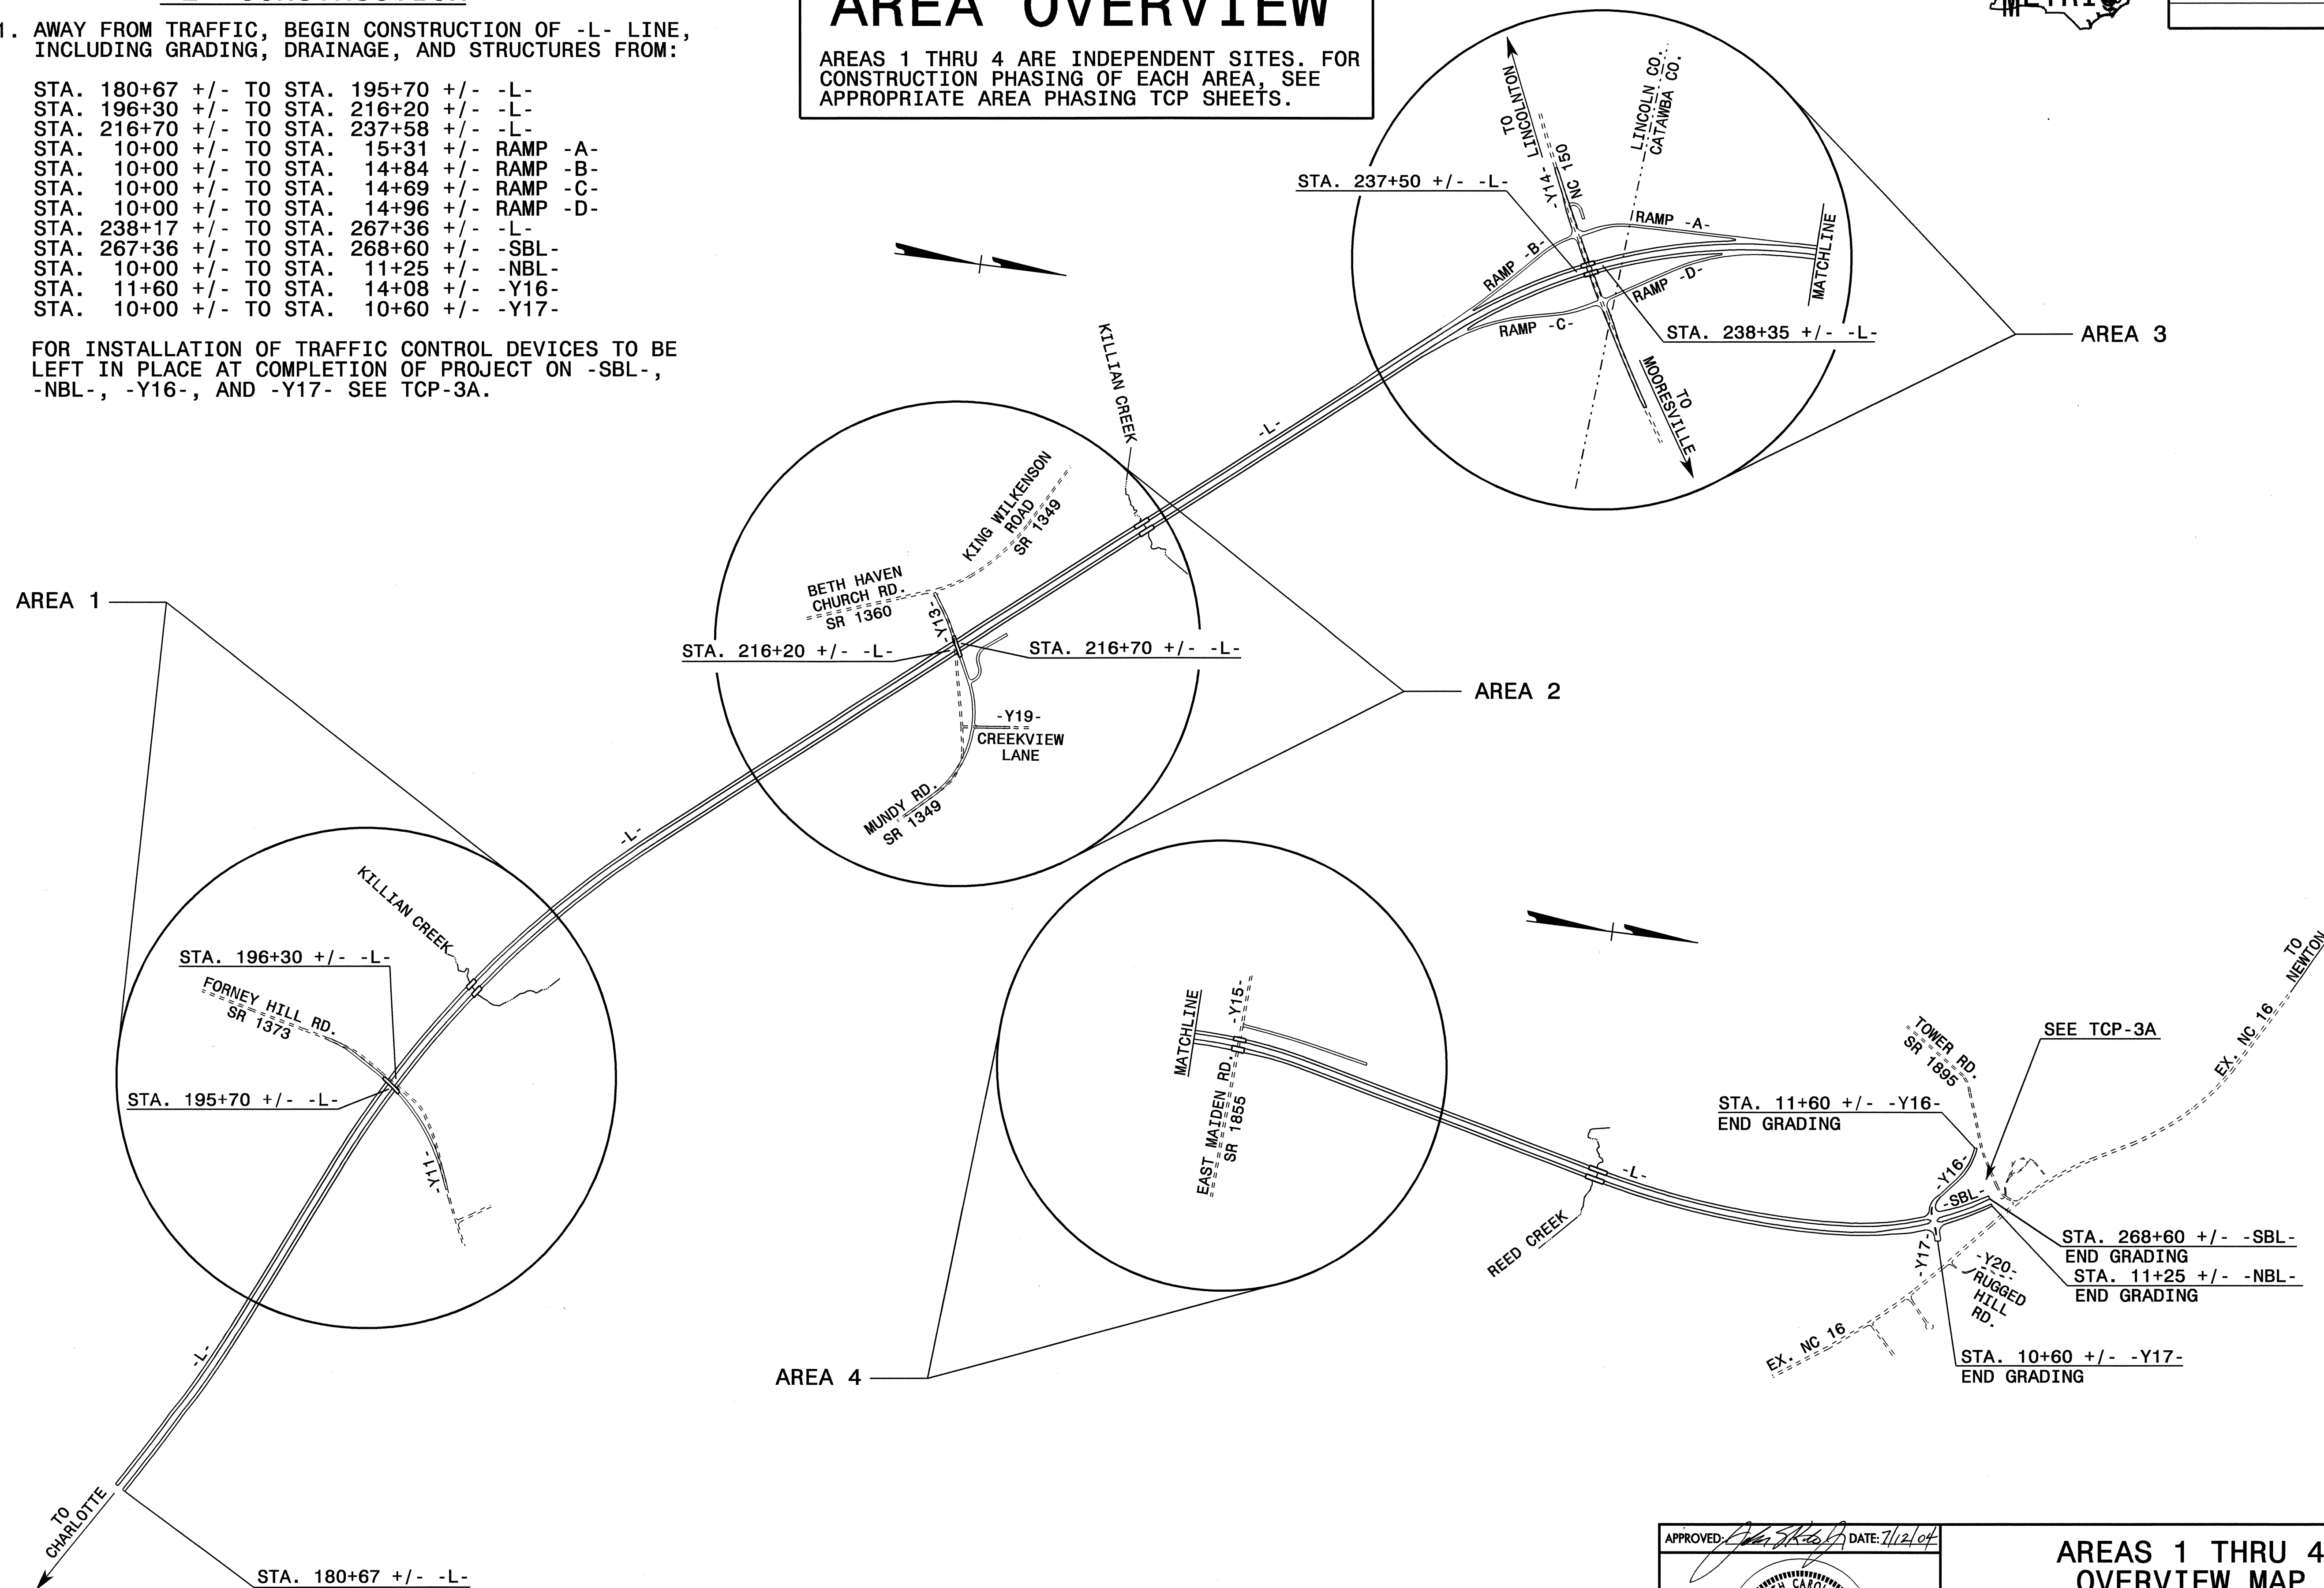 1. AWAY FROM TRAFFIC, BEGIN CONSTRUCTION OF -L- LINE,
INCLUDING GRADING, DRAINAGE, AND STRUCTURES FROM:
STA. 180+67 +/- TO STA. 195+70 +/- -L-
STA. 196+30 +/- TO STA. 216+20 +/- -L-
STA. 216+70 +/- TO STA. 237+58 +/- -L-
STA. 10+00 +/- TO STA. 15+31 +/- RAMP -A-
STA. 10+00 +/- TO STA. 14+84 +/- RAMP -B-
STA. 10+00 +/- TO STA. 14+69 +/- RAMP -C-
STA. 10+00 +/- TO STA. 14+96 +/- RAMP -D-
STA. 238+17 +/- TO STA. 267+36 +/- -L-
STA. 267+36 +/- TO STA. 268+60 +/- -SBL-
STA. 10+00 +/- TO STA. 11+25 +/- -NBL-
STA. 11+60 +/- TO STA. 14+08 +/- -Y16-
STA. 10+00 +/- TO STA. 10+60 +/- -Y17-
FOR INSTALLATION OF TRAFFIC CONTROL DEVICES TO BE
LEFT IN PLACE AT COMPLETION OF PROJECT ON -SBL-,
-NBL-, -Y16-, AND -Y17- SEE TCP-3A.
AREA OVERVIEW
AREAS 1 THRU 4 ARE INDEPENDENT SITES. FOR
CONSTRUCTION PHASING OF EACH AREA, SEE
APPROPRIATE AREA PHASING TCP SHEETS.
TO
LINCOLNTON
-Y14-
NC 150
LINCOLN CO.
CATAWBA CO.
STA. 237+50 +/- -L-
RAMP -A-
RAMP -B-
RAMP -D-
RAMP -C-
MATCHLINE
STA. 238+35 +/- -L-
TO
MOORESVILLE
AREA 3
KILLIAN CREEK
-L-
KING WILKENSON
ROAD
SR 1349
BETH HAVEN
CHURCH RD.
SR 1360
-Y13-
STA. 216+20 +/- -L-
STA. 216+70 +/- -L-
-Y19-
CREEKVIEW
LANE
MUNDY RD.
SR 1349
AREA 2
AREA 1
-L-
KILLIAN CREEK
STA. 196+30 +/- -L-
FORNEY HILL RD.
SR 1373
STA. 195+70 +/- -L-
-Y11-
-L-
TO
CHARLOTTE
STA. 180+67 +/- -L-
MATCHLINE
-Y15-
EAST MAIDEN RD.
SR 1855
AREA 4
REED CREEK
-L-
TO
NEWTON
EX. NC 16
SEE TCP-3A
TOWER RD.
SR 1895
STA. 11+60 +/- -Y16-
END GRADING
-Y16-
-SBL-
-Y17-
STA. 268+60 +/- -SBL-
END GRADING
STA. 11+25 +/- -NBL-
END GRADING
-Y20-
RUGGED
HILL
RD.
EX. NC 16
STA. 10+60 +/- -Y17-
END GRADING
APPROVED: DATE: 7/12/04
AREAS 1 THRU 4
OVERVIEW MAP